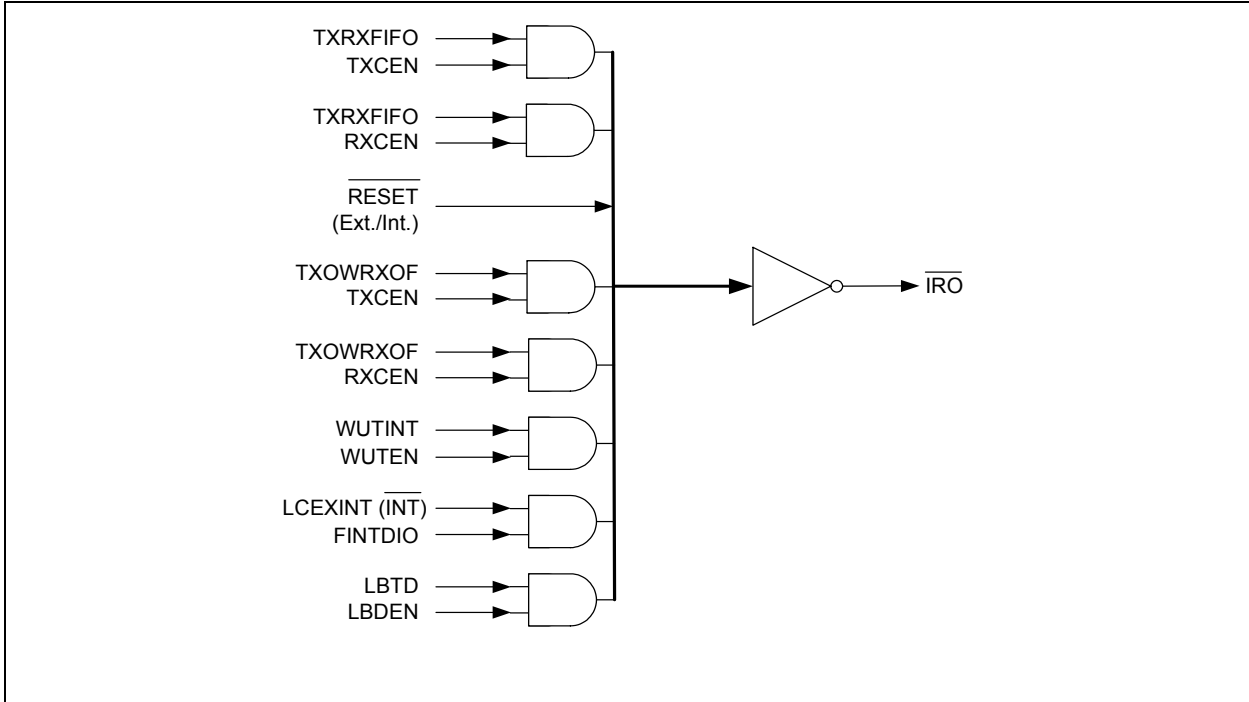 TXRXFIFO
TXCEN
TXRXFIFO
RXCEN
RESET
(Ext./Int.)
TXOWRXOF
TXCEN
TXOWRXOF
RXCEN
WUTINT
WUTEN
LCEXINT (INT)
FINTDIO
LBTD
LBDEN
IRO